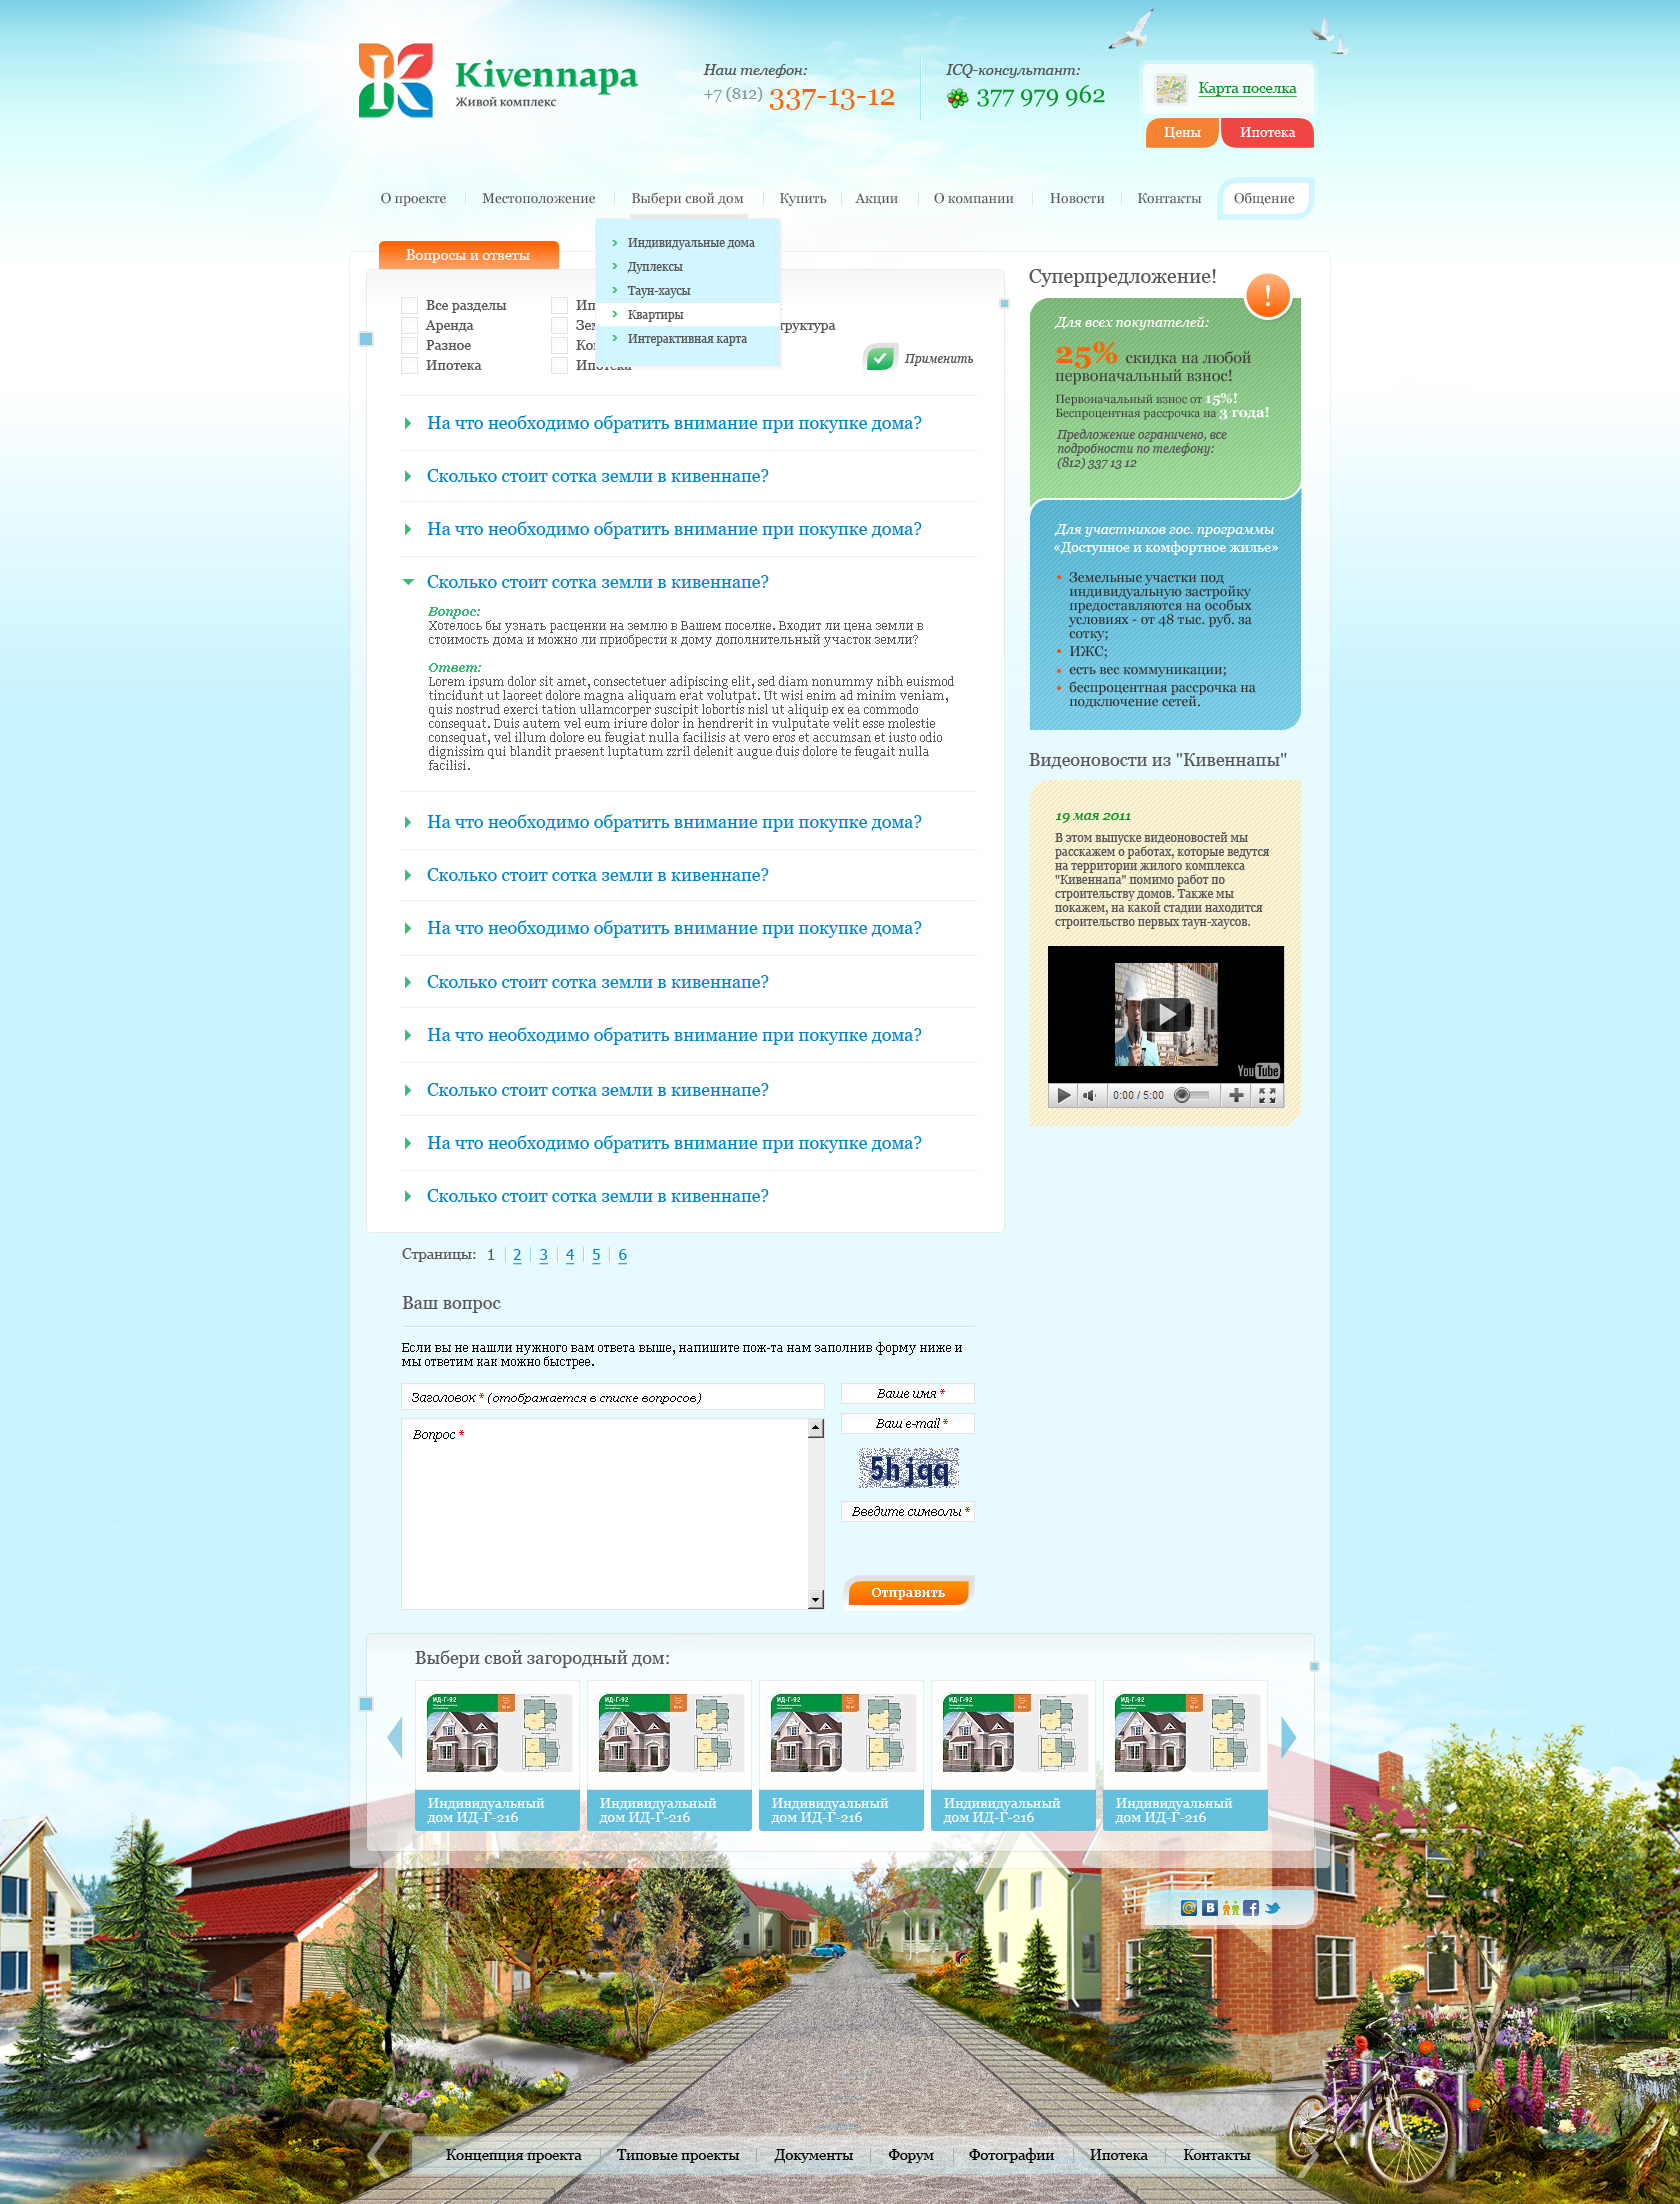 Kivennapa
Живой комплекс
Наш телефон:
+7 (812) 337-13-12
ICQ-консультант:
377 979 962
Карта поселка
Цены
Ипотека
О проекте
Местоположение
Выбери свой дом
Купить
Акции
О компании
Новости
Контакты
Общение
Индивидуальные дома
Дуплексы
Таун-хаусы
Квартиры
Интерактивная карта
Вопросы и ответы
Все разделы
Аренда
Разное
Ипотека
Ип
Зем
Ко
Ипотека
труктура
Применить
На что необходимо обратить внимание при покупке дома?
Сколько стоит сотка земли в кивеннапе?
На что необходимо обратить внимание при покупке дома?
Сколько стоит сотка земли в кивеннапе?
Вопрос:
Хотелось бы узнать расценки на землю в Вашем поселке. Входит ли цена земли в
стоимость дома и можно ли приобрести к дому дополнительный участок земли?
Ответ:
Lorem ipsum dolor sit amet, consectetuer adipiscing elit, sed diam nonummy nibh euismod
tincidunt ut laoreet dolore magna aliquam erat volutpat. Ut wisi enim ad minim veniam,
quis nostrud exerci tation ullamcorper suscipit lobortis nisl ut aliquip ex ea commodo
consequat. Duis autem vel eum iriure dolor in hendrerit in vulputate velit esse molestie
consequat, vel illum dolore eu feugiat nulla facilisis at vero eros et accumsan et iusto odio
dignissim qui blandit praesent luptatum zzril delenit augue duis dolore te feugait nulla
facilisi.
На что необходимо обратить внимание при покупке дома?
Сколько стоит сотка земли в кивеннапе?
На что необходимо обратить внимание при покупке дома?
Сколько стоит сотка земли в кивеннапе?
На что необходимо обратить внимание при покупке дома?
Сколько стоит сотка земли в кивеннапе?
На что необходимо обратить внимание при покупке дома?
Сколько стоит сотка земли в кивеннапе?
Страницы: 1 2 3 4 5 6
Суперпредложение!
!
Для всех покупателей:
25% скидка на любой
первоначальный взнос!
Первоначальный взнос от 15%!
Беспроцентная рассрочка на 3 года!
Предложение ограничено, все
подробности по телефону:
(812) 337 13 12
Для участников гос. программы
«Доступное и комфортное жилье»
• Земельные участки под
индивидуальную застройку
предоставляются на особых
условиях - от 48 тыс. руб. за
сотку;
• ИЖС;
• есть вес коммуникации;
• беспроцентная рассрочка на
подключение сетей.
Видеоновости из "Кивеннапы"
19 мая 2011
В этом выпуске видеоновостей мы
расскажем о работах, которые ведутся
на территории жилого комплекса
"Кивеннапа" помимо работ по
строительству домов. Также мы
покажем, на какой стадии находится
строительство первых таун-хаусов.
YouTube
0:00 / 5:00
Ваш вопрос
Если вы не нашли нужного вам ответа выше, напишите пож-та нам заполнив форму ниже и
мы ответим как можно быстрее.
Заголовок * (отображается в списке вопросов)
Вопрос *
Ваше имя *
Ваш e-mail *
5hjqq
Введите символы *
Отправить
Выбери свой загородный дом:
ИД-Г-92
ИД-Г-92
ИД-Г-92
ИД-Г-92
ИД-Г-92
Индивидуальный
дом ИД-Г-216
Индивидуальный
дом ИД-Г-216
Индивидуальный
дом ИД-Г-216
Индивидуальный
дом ИД-Г-216
Индивидуальный
дом ИД-Г-216
Концепция проекта
Типовые проекты
Документы
Форум
Фотографии
Ипотека
Контакты